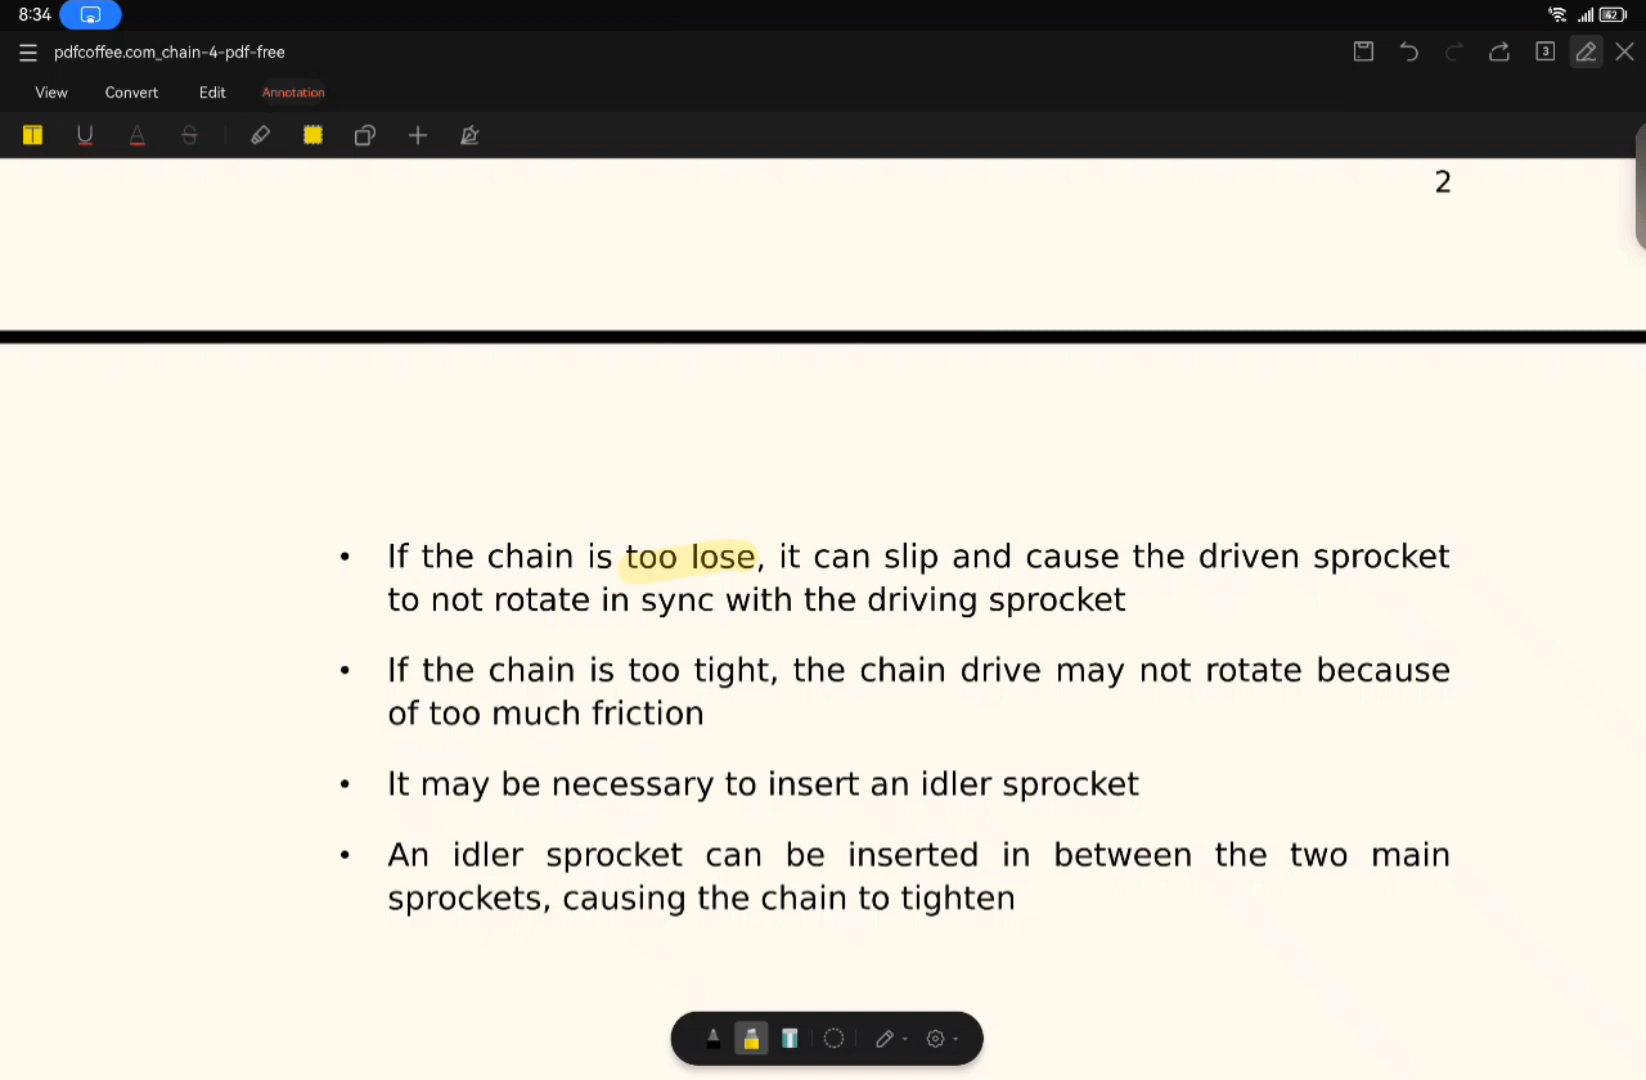 8:34
42
pdfcoffee.com_chain-4-pdf-free
3
View Convert Edit Annotation
T U A S
2
• If the chain is too lose, it can slip and cause the driven sprocket
to not rotate in sync with the driving sprocket
• If the chain is too tight, the chain drive may not rotate because
of too much friction
• It may be necessary to insert an idler sprocket
• An idler sprocket can be inserted in between the two main
sprockets, causing the chain to tighten